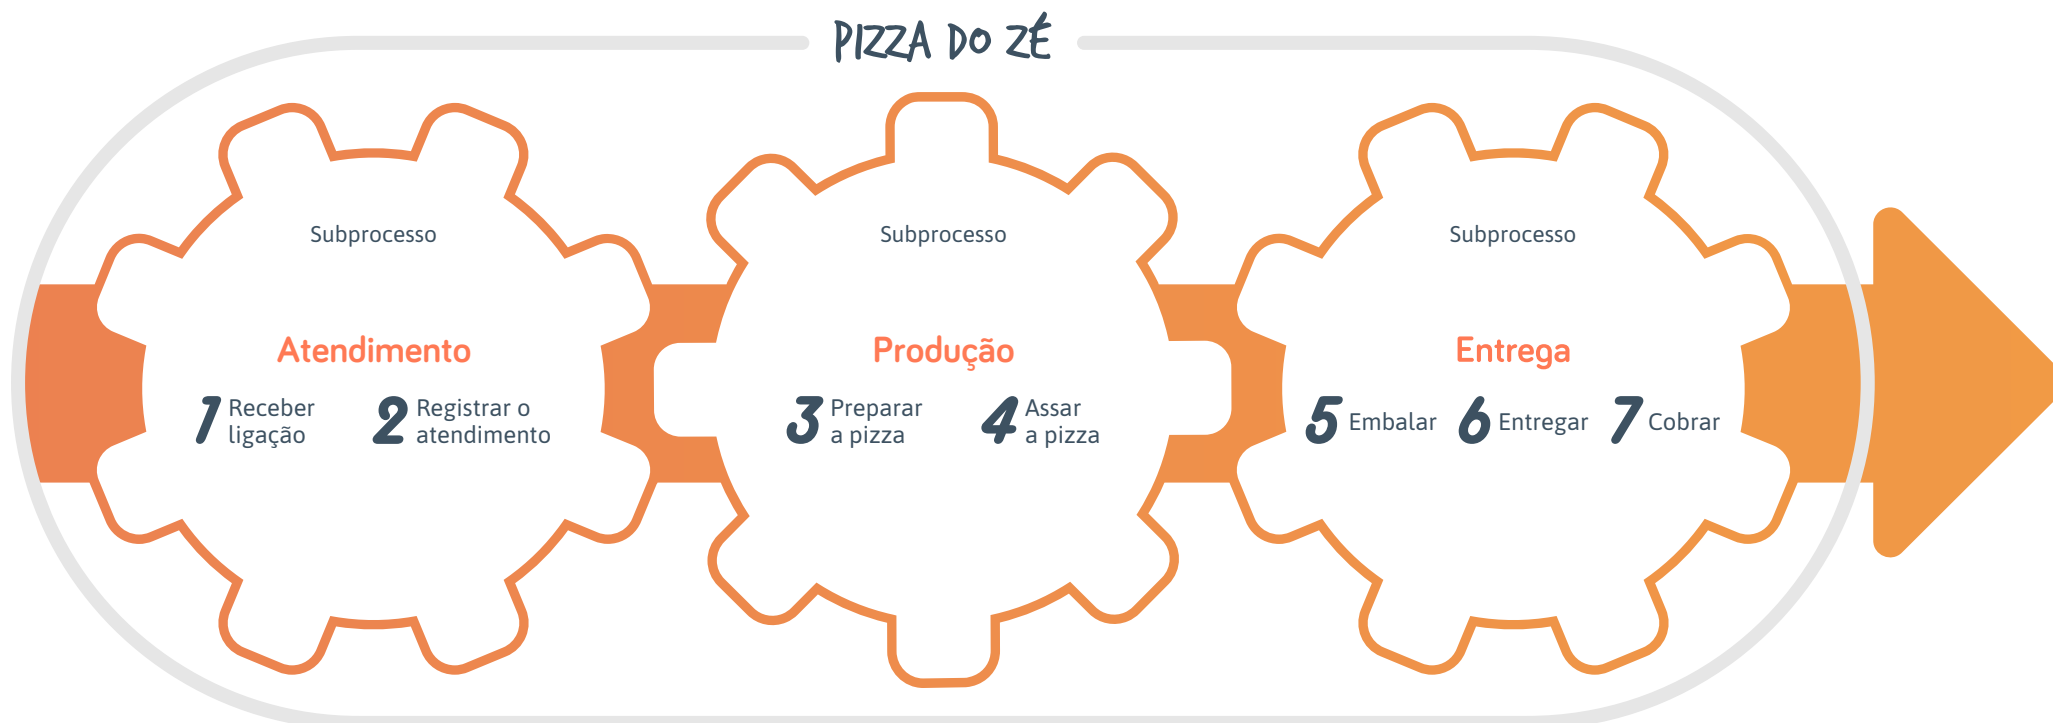 PIZZA DO ZÉ
Subprocesso
Atendimento
1 Receber
ligação
2 Registrar o
atendimento
Subprocesso
Produção
3 Preparar
a pizza
4 Assar
a pizza
Subprocesso
Entrega
5 Embalar
6 Entregar
7 Cobrar